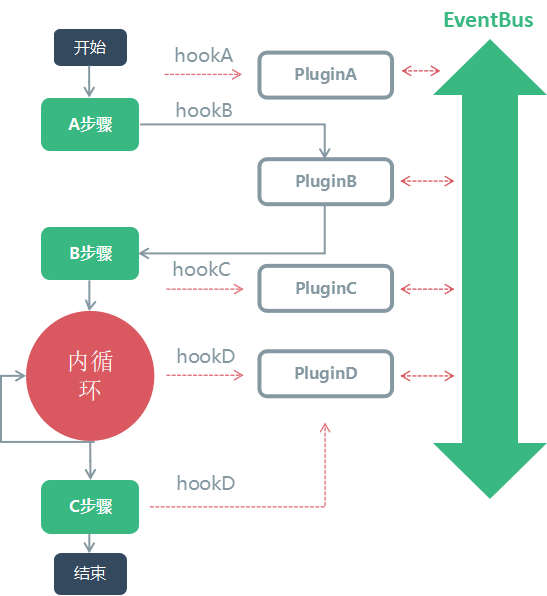 EventBus
开始
hookA
PluginA
hookB
A步骤
PluginB
B步骤
hookC
PluginC
内循
环
hookD
PluginD
hookD
C步骤
结束